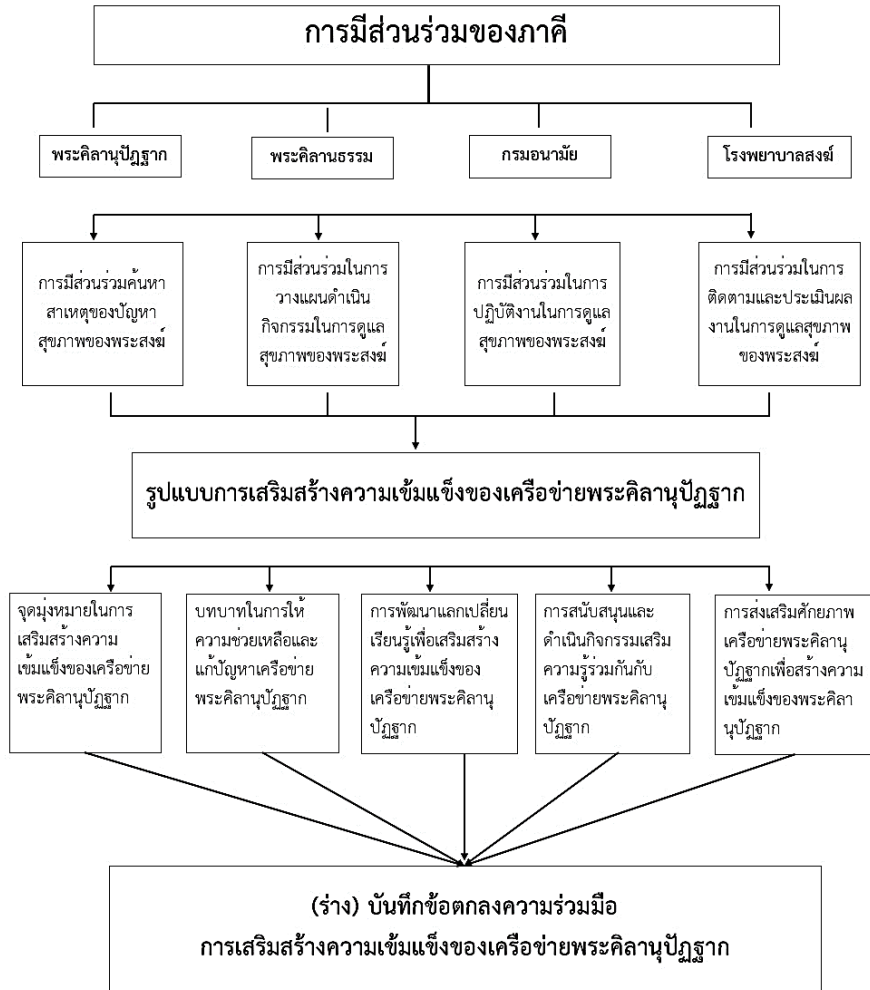 การมีส่วนร่วมของภาคี
พระคิลานุปัฏฐาก
พระคิลานธรรม
กรมอนามัย
โรงพยาบาลสงฆ์
การมีส่วนร่วมค้นหา
สาเหตุของปัญหา
สุขภาพของพระสงฆ์
การมีส่วนร่วมในการ
วางแผนดำเนิน
กิจกรรมในการดูแล
สุขภาพของพระสงฆ์
การมีส่วนร่วมในการ
ปฏิบัติงานในการดูแล
สุขภาพของพระสงฆ์
การมีส่วนร่วมในการ
ติดตามและประเมินผล
งานในการดูแลสุขภาพ
ของพระสงฆ์
รูปแบบการเสริมสร้างความเข้มแข็งของเครือข่ายพระคิลานุปัฏฐาก
จุดมุ่งหมายในการ
เสริมสร้างความ
เข้มแข็งของเครือข่าย
พระคิลานุปัฏฐาก
บทบาทในการให้
ความช่วยเหลือและ
แก้ปัญหาเครือข่าย
พระคิลานุปัฏฐาก
การพัฒนาแลกเปลี่ยน
เรียนรู้เพื่อเสริมสร้าง
ความเข้มแข็งของ
เครือข่ายพระคิลานุ
ปัฏฐาก
การสนับสนุนและ
ดำเนินกิจกรรมเสริม
ความรู้ร่วมกันกับ
เครือข่ายพระคิลานุ
ปัฏฐาก
การส่งเสริมศักยภาพ
เครือข่ายพระคิลานุ
ปัฏฐากเพื่อสร้างความ
เข้มแข็งของพระคิลา
นุปัฏฐาก
(ร่าง) บันทึกข้อตกลงความร่วมมือ
การเสริมสร้างความเข้มแข็งของเครือข่ายพระคิลานุปัฏฐาก